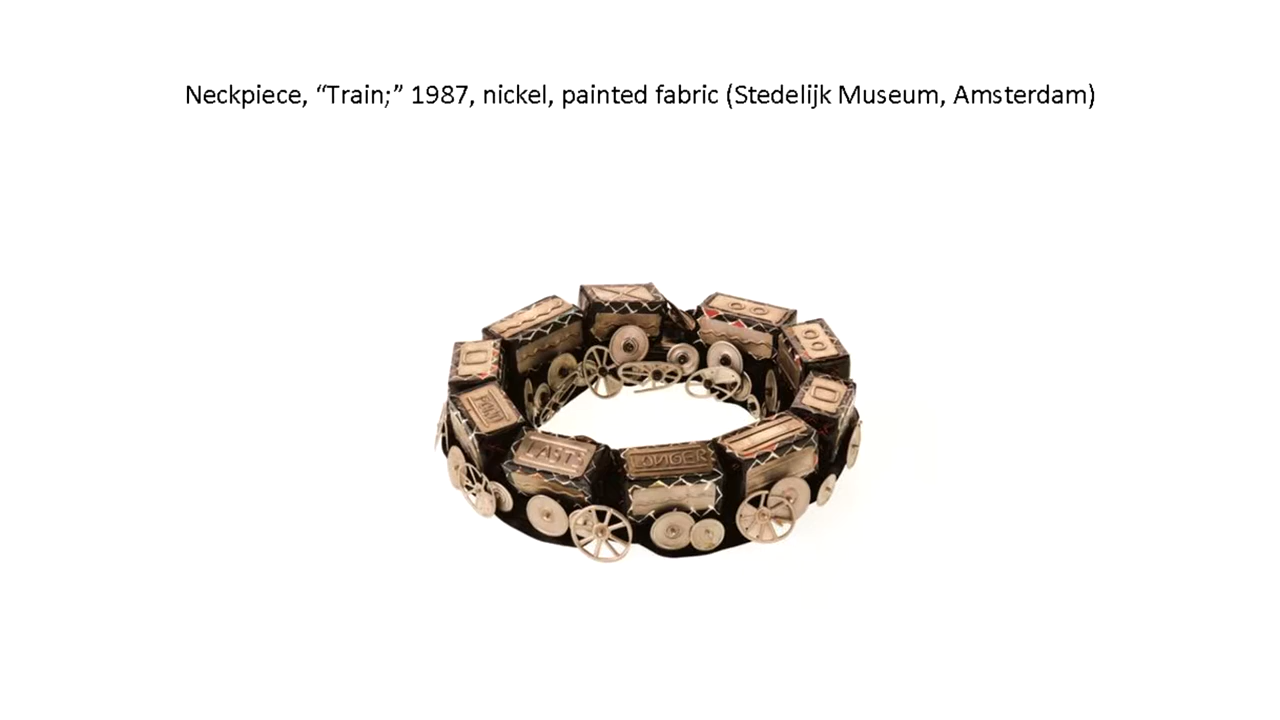 Neckpiece, “Train;” 1987, nickel, painted fabric (Stedelijk Museum, Amsterdam)
LASTS
LONGER